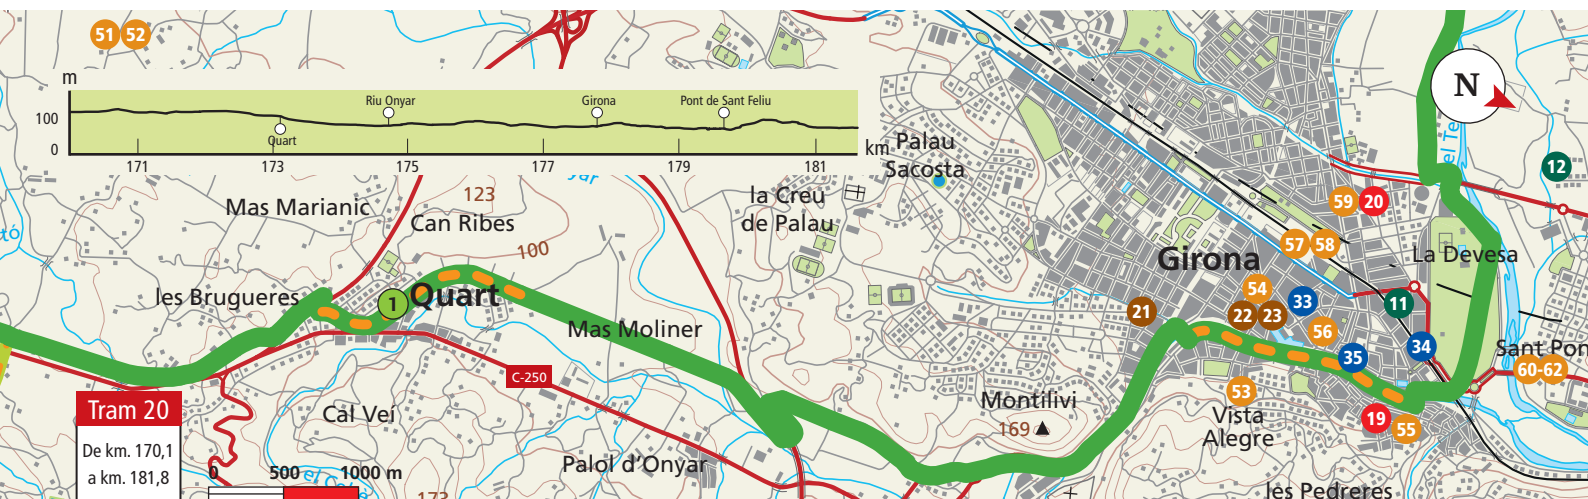 51 52
m
100
0
Riu Onyar
Girona
Pont de Sant Feliu
Quart
171
173
175
177
179
181
km
N
Palau
Sacosta
el Te
12
123
Mas Marianic
Can Ribes
la Creu
de Palau
59 20
100
57 58
La Devesa
Girona
les Brugueres
1
Quart
54
33
11
21
22 23
56
Mas Moliner
34
35
Sant Pon
60-62
C-250
53
Tram 20
De km. 170,1
a km. 181,8
Cal Veí
Montilivi
169
Vista
Alegre
19
55
Palol d'Onyar
0 500 1000 m
173
les Pedreres